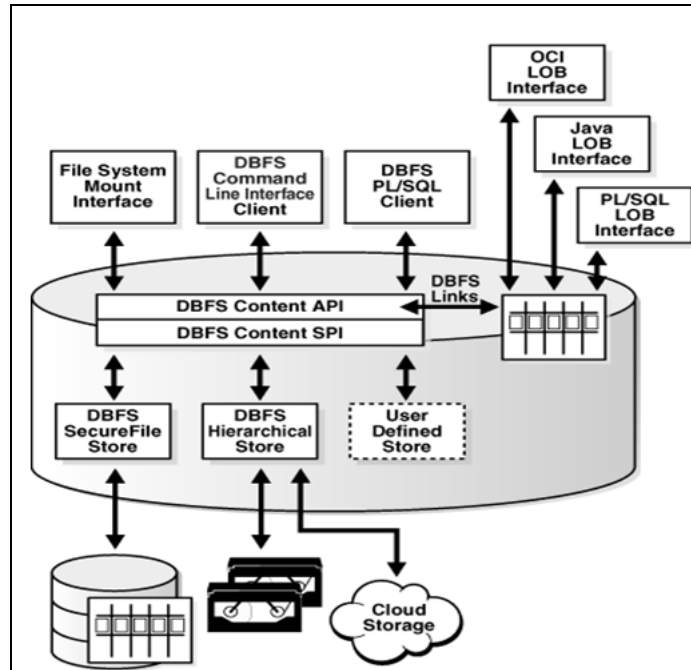 OCI
LOB
Interface
Java
LOB
Interface
PL/SQL
LOB
Interface
File System
Mount
Interface
DBFS
Command
Line Interface
Client
DBFS
PL/SQL
Client
DBFS
Links
DBFS Content API
DBFS Content SPI
DBFS
SecureFile
Store
DBFS
Hierarchical
Store
User
Defined
Store
Cloud
Storage